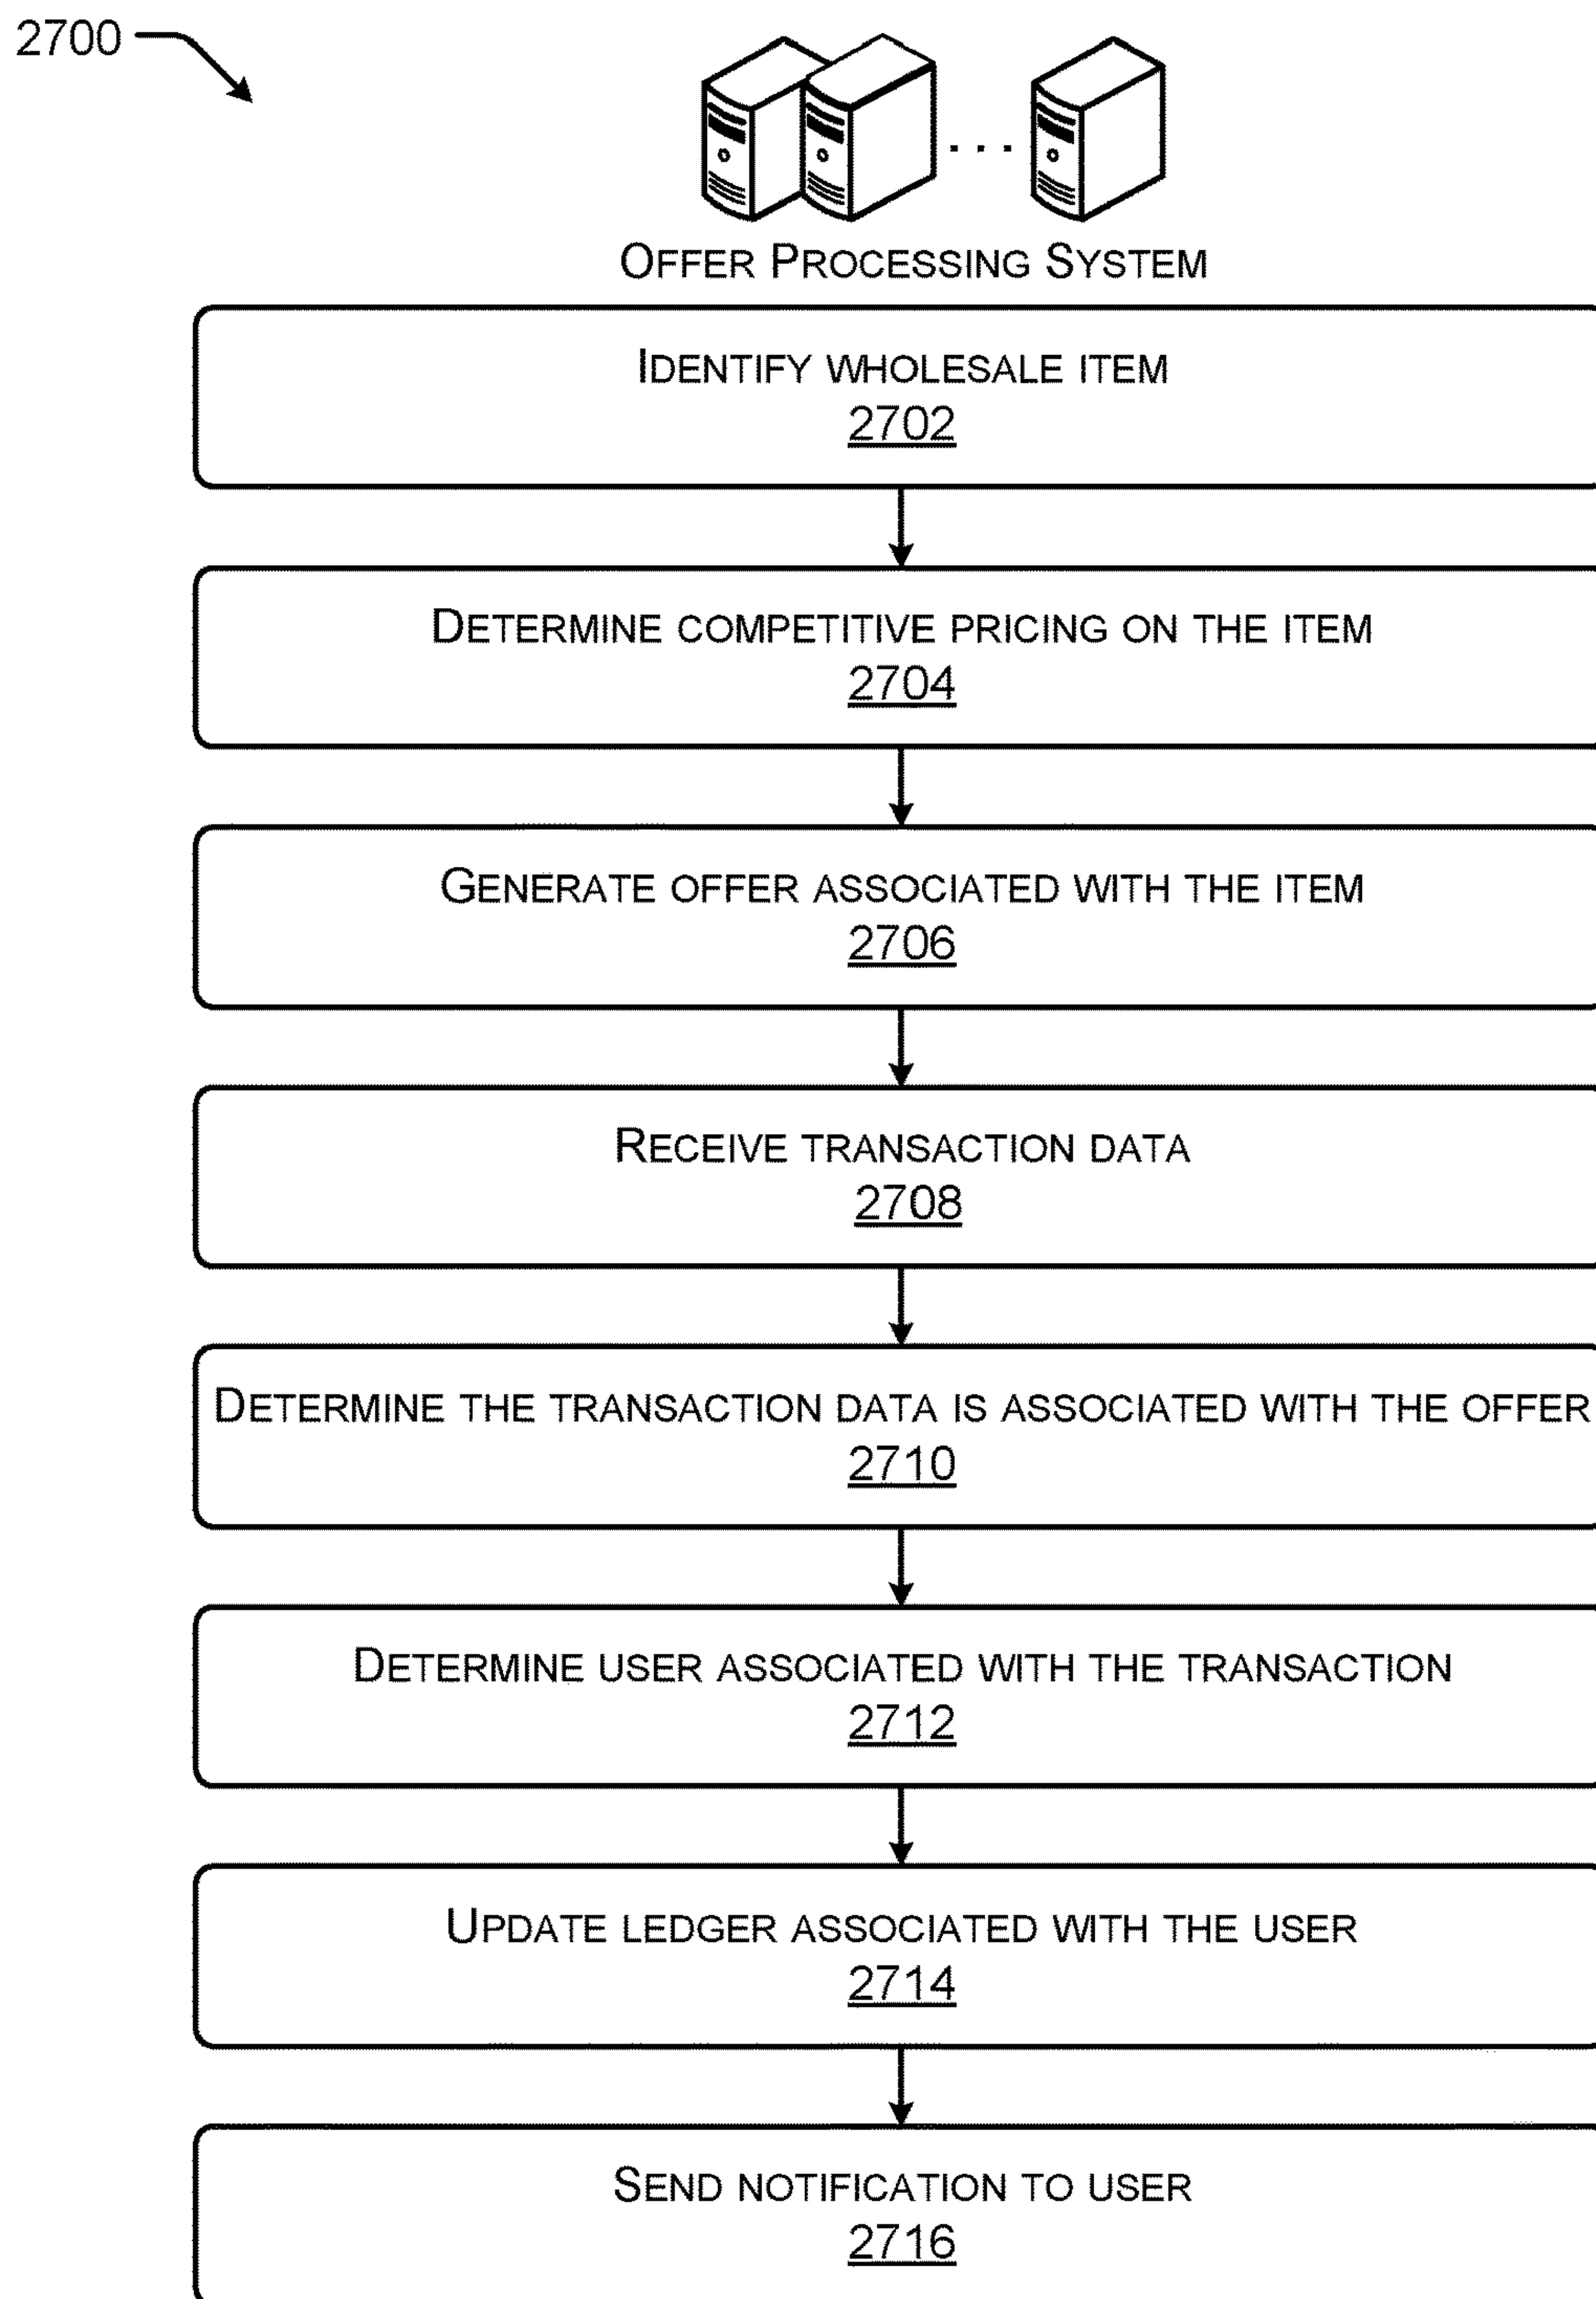 2700
OFFER PROCESSING SYSTEM
IDENTIFY WHOLESALE ITEM
2702
DETERMINE COMPETITIVE PRICING ON THE ITEM
2704
GENERATE OFFER ASSOCIATED WITH THE ITEM
2706
RECEIVE TRANSACTION DATA
2708
DETERMINE THE TRANSACTION DATA IS ASSOCIATED WITH THE OFFER
2710
DETERMINE USER ASSOCIATED WITH THE TRANSACTION
2712
UPDATE LEDGER ASSOCIATED WITH THE USER
2714
SEND NOTIFICATION TO USER
2716